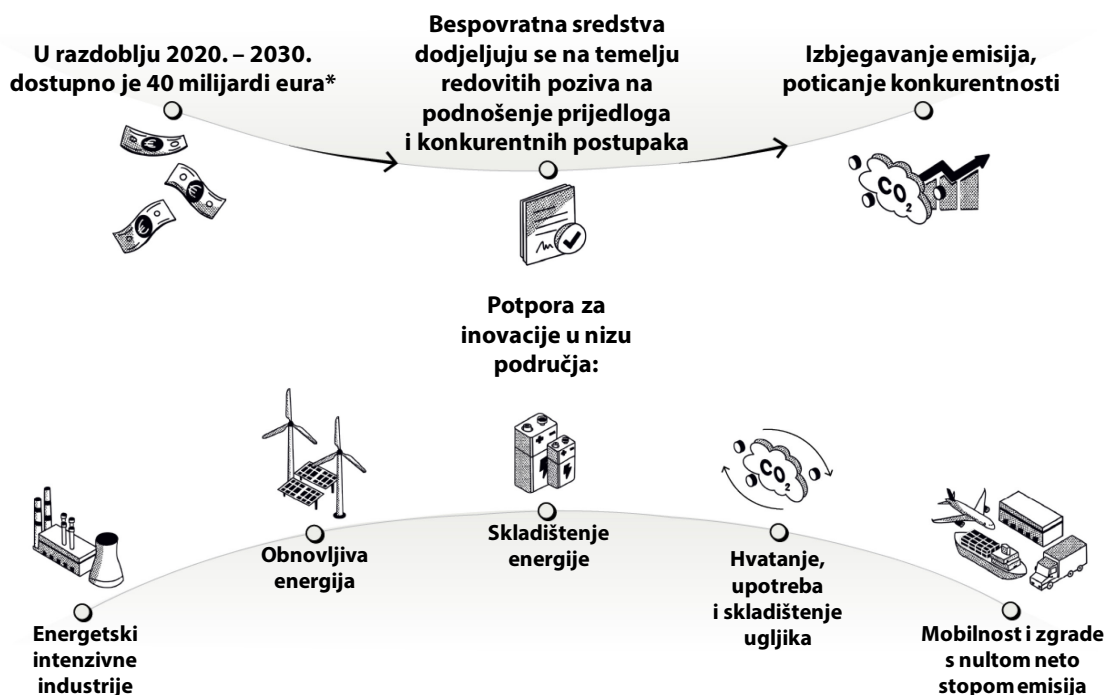 U razdoblju 2020. – 2030.
dostupno je 40 milijardi eura*
Bespovratna sredstva
dodjeljuju se na temelju
redovitih poziva na
podnošenje prijedloga
i konkurentnih postupaka
Izbjegavanje emisija,
poticanje konkurentnosti
CO2
Potpora za
inovacije u nizu
područja:
Energetski
intenzivne
industrije
Obnovljiva
energija
Skladištenje
energije
CO2
Hvatanje,
upotreba
i skladištenje
ugljika
Mobilnost i zgrade
s nultom neto
stopom emisija